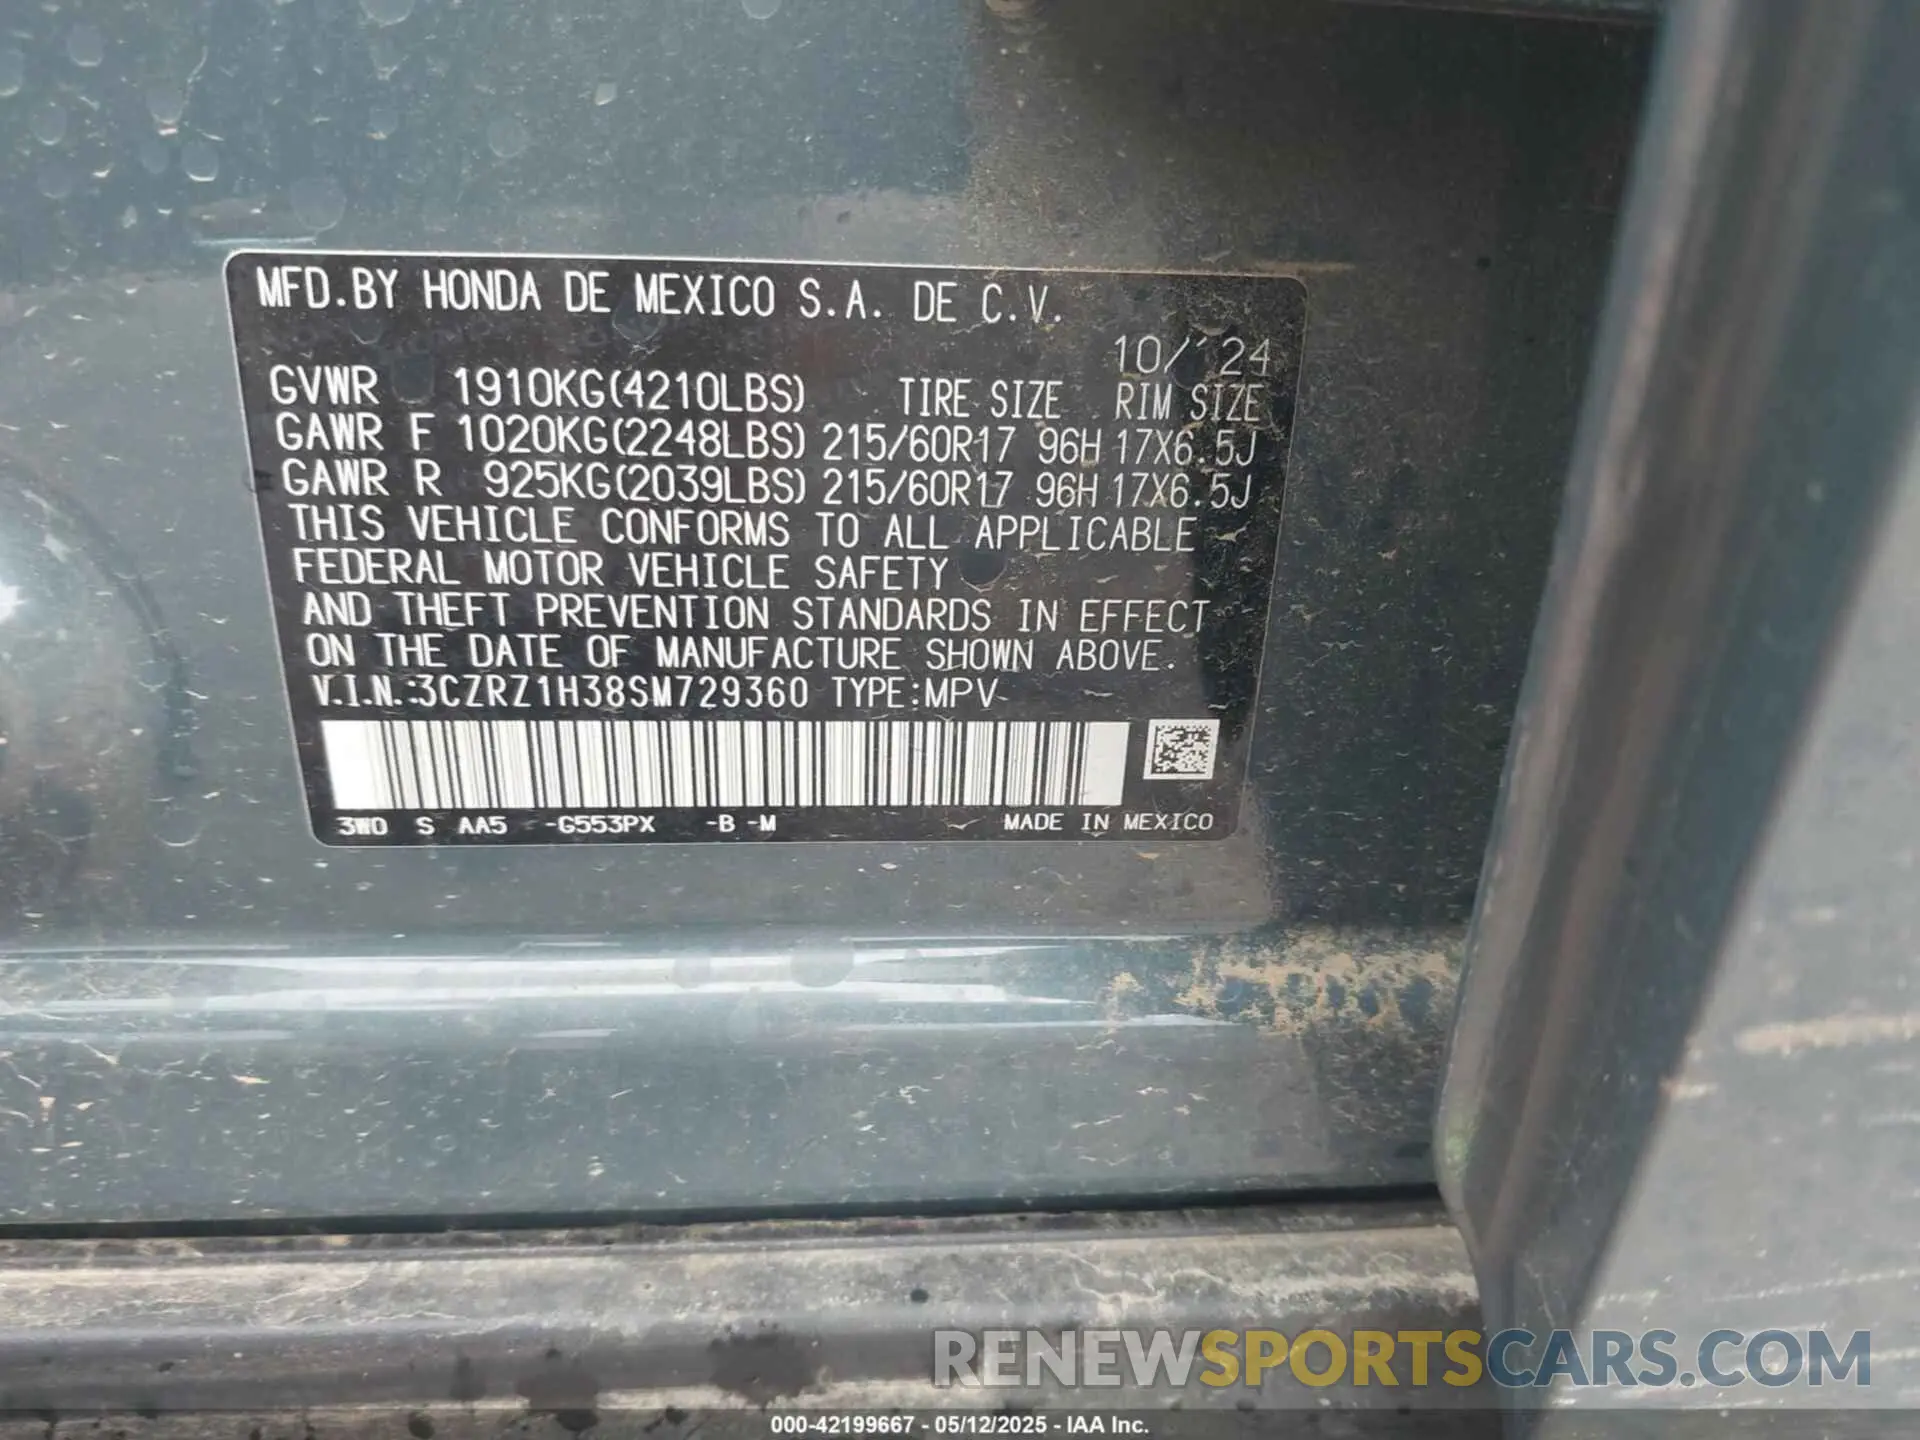 MFD.BY HONDA DE MEXICO S.A. DE C.V.
10/'24
GVWR 1910KG(4210LBS) TIRE SIZE RIM SIZE
GAWR F 1020KG(2248LBS) 215/60R17 96H 17X6.5J
GAWR R 925KG(2039LBS) 215/60R17 96H 17X6.5J
THIS VEHICLE CONFORMS TO ALL APPLICABLE
FEDERAL MOTOR VEHICLE SAFETY
AND THEFT PREVENTION STANDARDS IN EFFECT
ON THE DATE OF MANUFACTURE SHOWN ABOVE.
V.I.N.:3CZRZ1H38SM729360 TYPE:MPV
3W0 S AA5 -G553PX -B -M MADE IN MEXICO
RENEWSPORTSCARS.COM
000-42199667 - 05/12/2025 - IAA Inc.